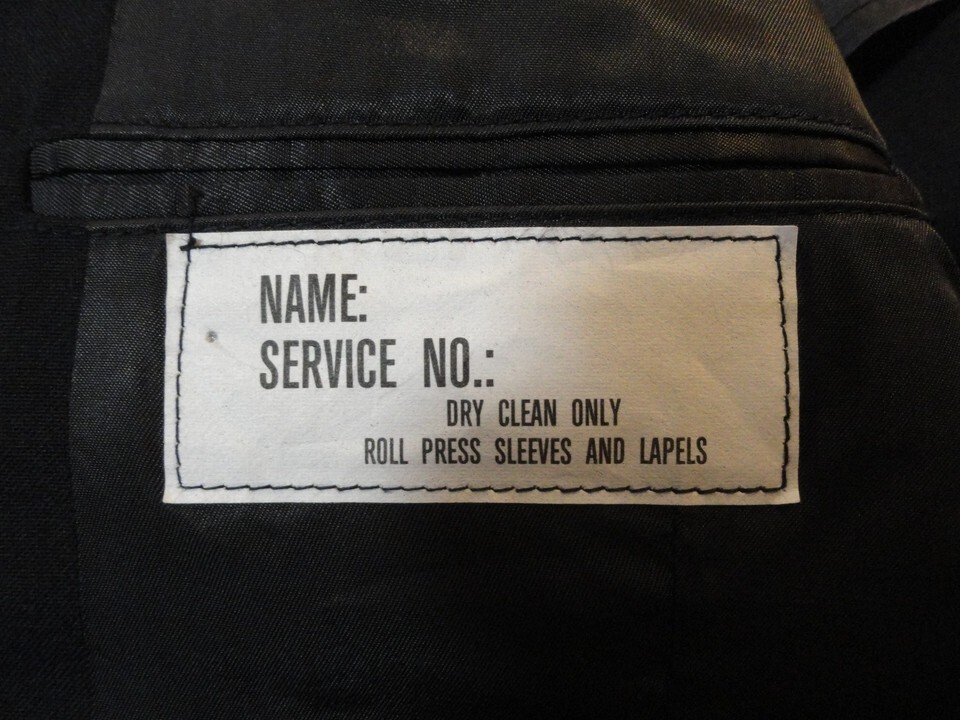 NAME:
SERVICE NO.:
DRY CLEAN ONLY
ROLL PRESS SLEEVES AND LAPELS